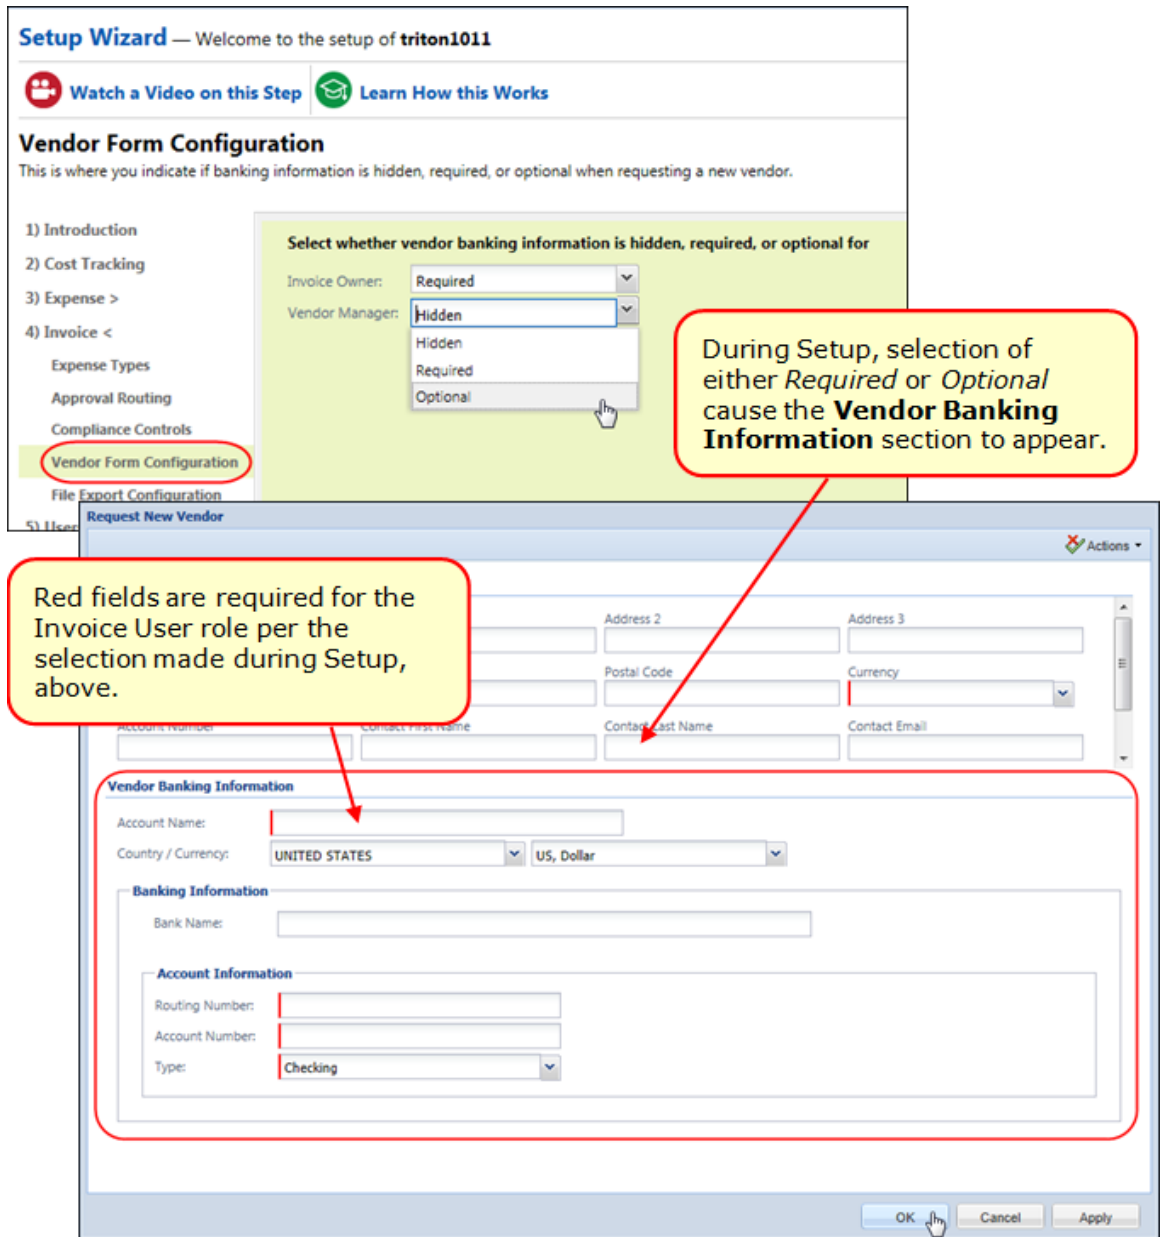 Setup Wizard — Welcome to the setup of triton1011
Watch a Video on this Step
Learn How this Works
Vendor Form Configuration
This is where you indicate if banking information is hidden, required, or optional when requesting a new vendor.
1) Introduction
2) Cost Tracking
3) Expense >
4) Invoice <
Expense Types
Approval Routing
Compliance Controls
Vendor Form Configuration
File Export Configuration
5) User
Select whether vendor banking information is hidden, required, or optional for
Invoice Owner: Required
Vendor Manager: Hidden
Hidden
Required
Optional
During Setup, selection of
either Required or Optional
cause the Vendor Banking
Information section to appear.
Request New Vendor
Actions
Red fields are required for the
Invoice User role per the
selection made during Setup,
above.
Address 2 Address 3
Postal Code Currency
Account Number Contact First Name Contact Last Name Contact Email
Vendor Banking Information
Account Name:
Country / Currency: UNITED STATES US, Dollar
Banking Information
Bank Name:
Account Information
Routing Number:
Account Number:
Type: Checking
OK Cancel Apply